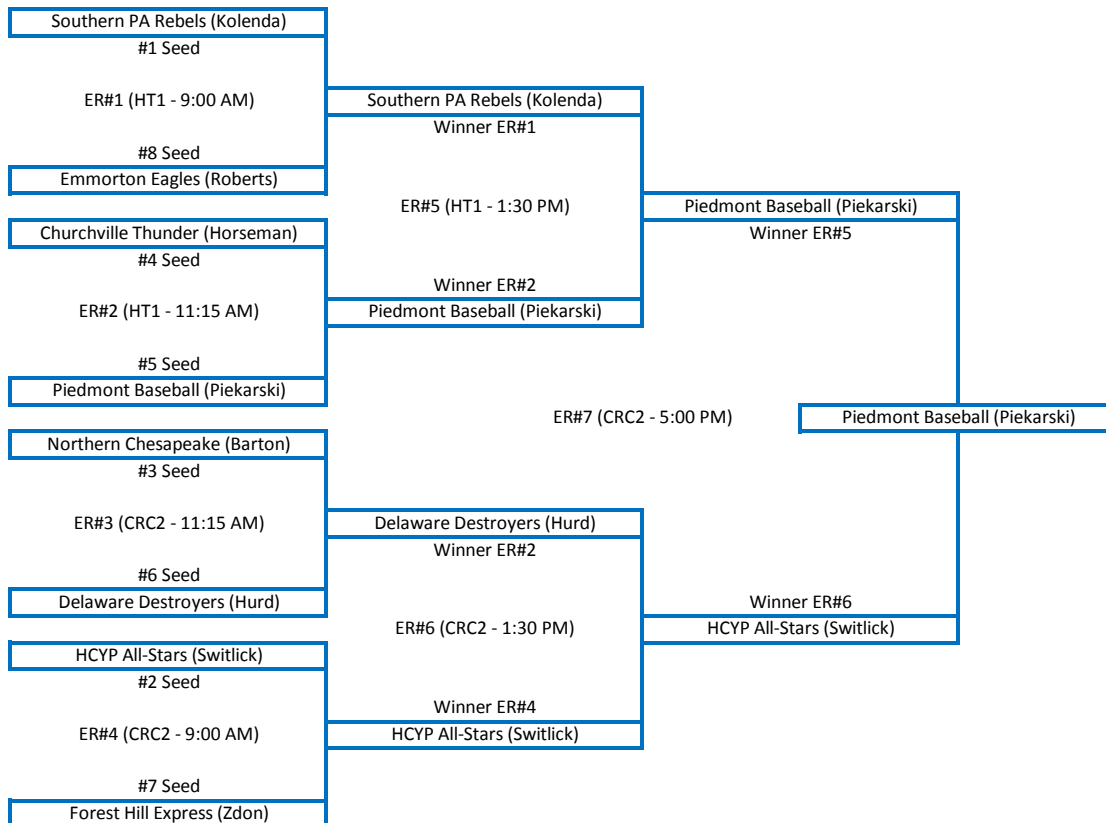 Southern PA Rebels (Kolenda)
#1 Seed
ER#1 (HT1 - 9:00 AM)
#8 Seed
Emmorton Eagles (Roberts)
Churchville Thunder (Horseman)
#4 Seed
ER#2 (HT1 - 11:15 AM)
#5 Seed
Piedmont Baseball (Piekarski)
Northern Chesapeake (Barton)
#3 Seed
ER#3 (CRC2 - 11:15 AM)
#6 Seed
Delaware Destroyers (Hurd)
HCYP All-Stars (Switlick)
#2 Seed
ER#4 (CRC2 - 9:00 AM)
#7 Seed
Forest Hill Express (Zdon)
Southern PA Rebels (Kolenda)
Winner ER#1
ER#5 (HT1 - 1:30 PM)
Winner ER#2
Piedmont Baseball (Piekarski)
Delaware Destroyers (Hurd)
Winner ER#2
ER#6 (CRC2 - 1:30 PM)
Winner ER#4
HCYP All-Stars (Switlick)
Piedmont Baseball (Piekarski)
Winner ER#5
ER#7 (CRC2 - 5:00 PM)
Winner ER#6
HCYP All-Stars (Switlick)
Piedmont Baseball (Piekarski)